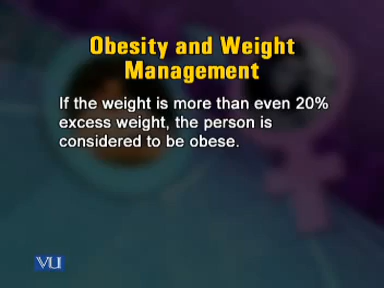 Obesity and Weight
Management
If the weight is more than even 20%
excess weight, the person is
considered to be obese.
VU